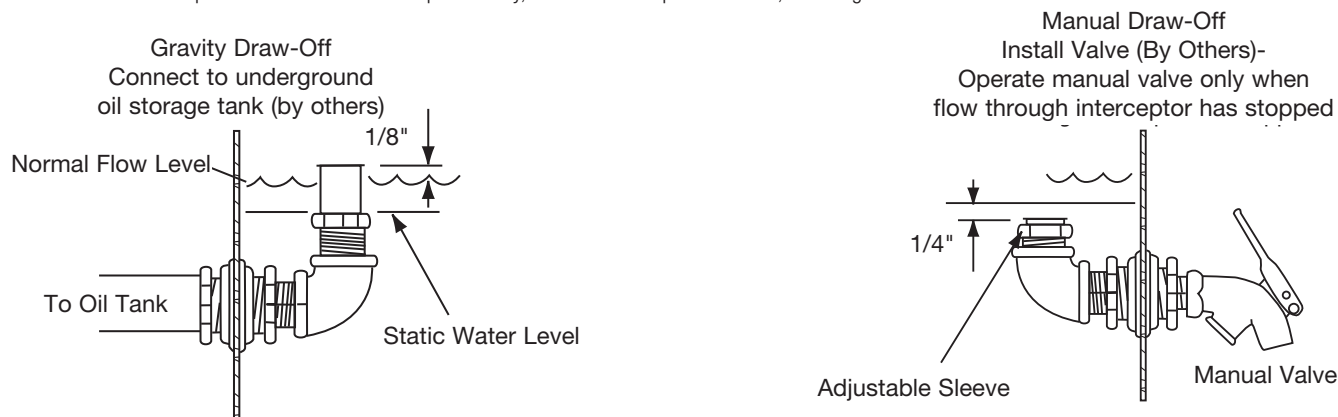 Gravity Draw-Off
Connect to underground
oil storage tank (by others)
1/8"
Normal Flow Level
To Oil Tank
Static Water Level
Manual Draw-Off
Install Valve (By Others)-
Operate manual valve only when
flow through interceptor has stopped
1/4"
Adjustable Sleeve
Manual Valve